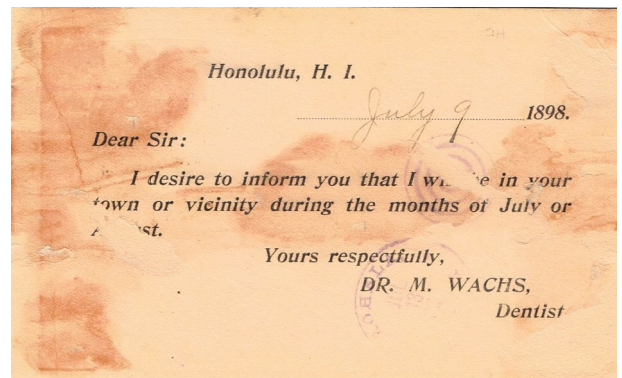 Honolulu, H. I.
July 9 1898.
Dear Sir:
I desire to inform you that I be in your
town or vicinity during the months of July or
Yours respectfully,
DR. M. WACHS,
Dentist